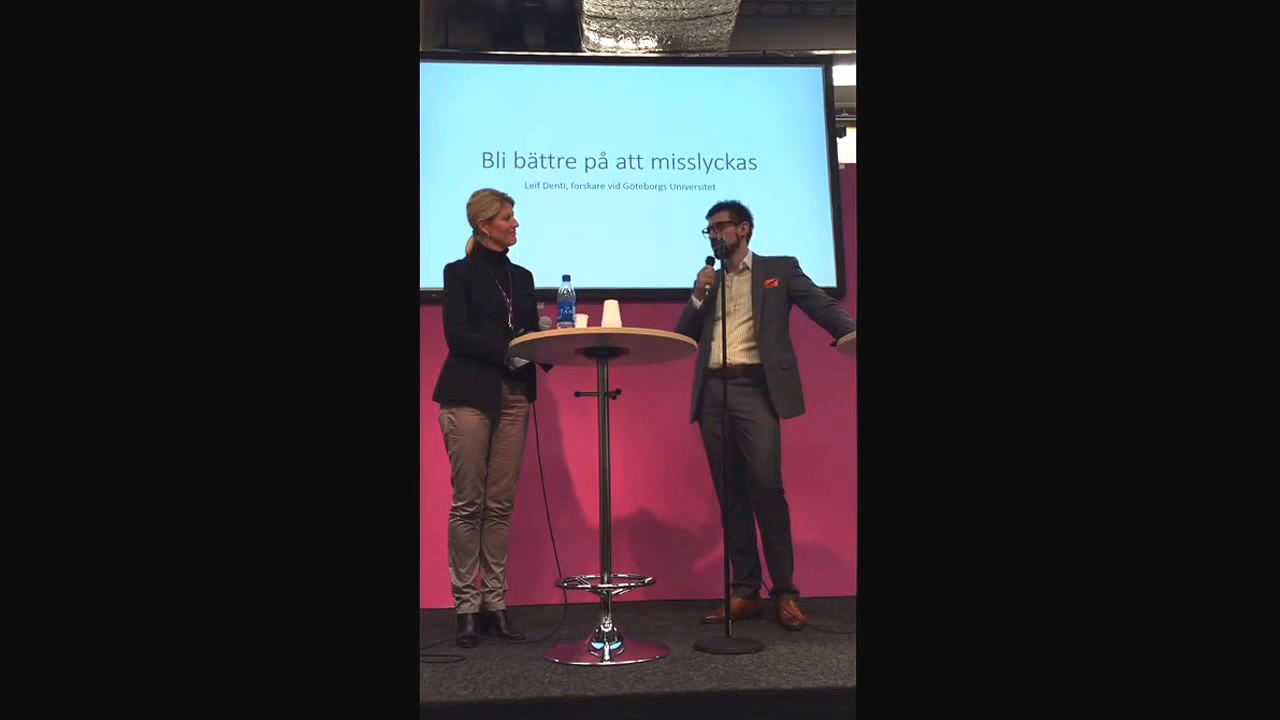 Bli bättre på att misslyckas
Leif Denti, forskare vid Göteborgs Universitet